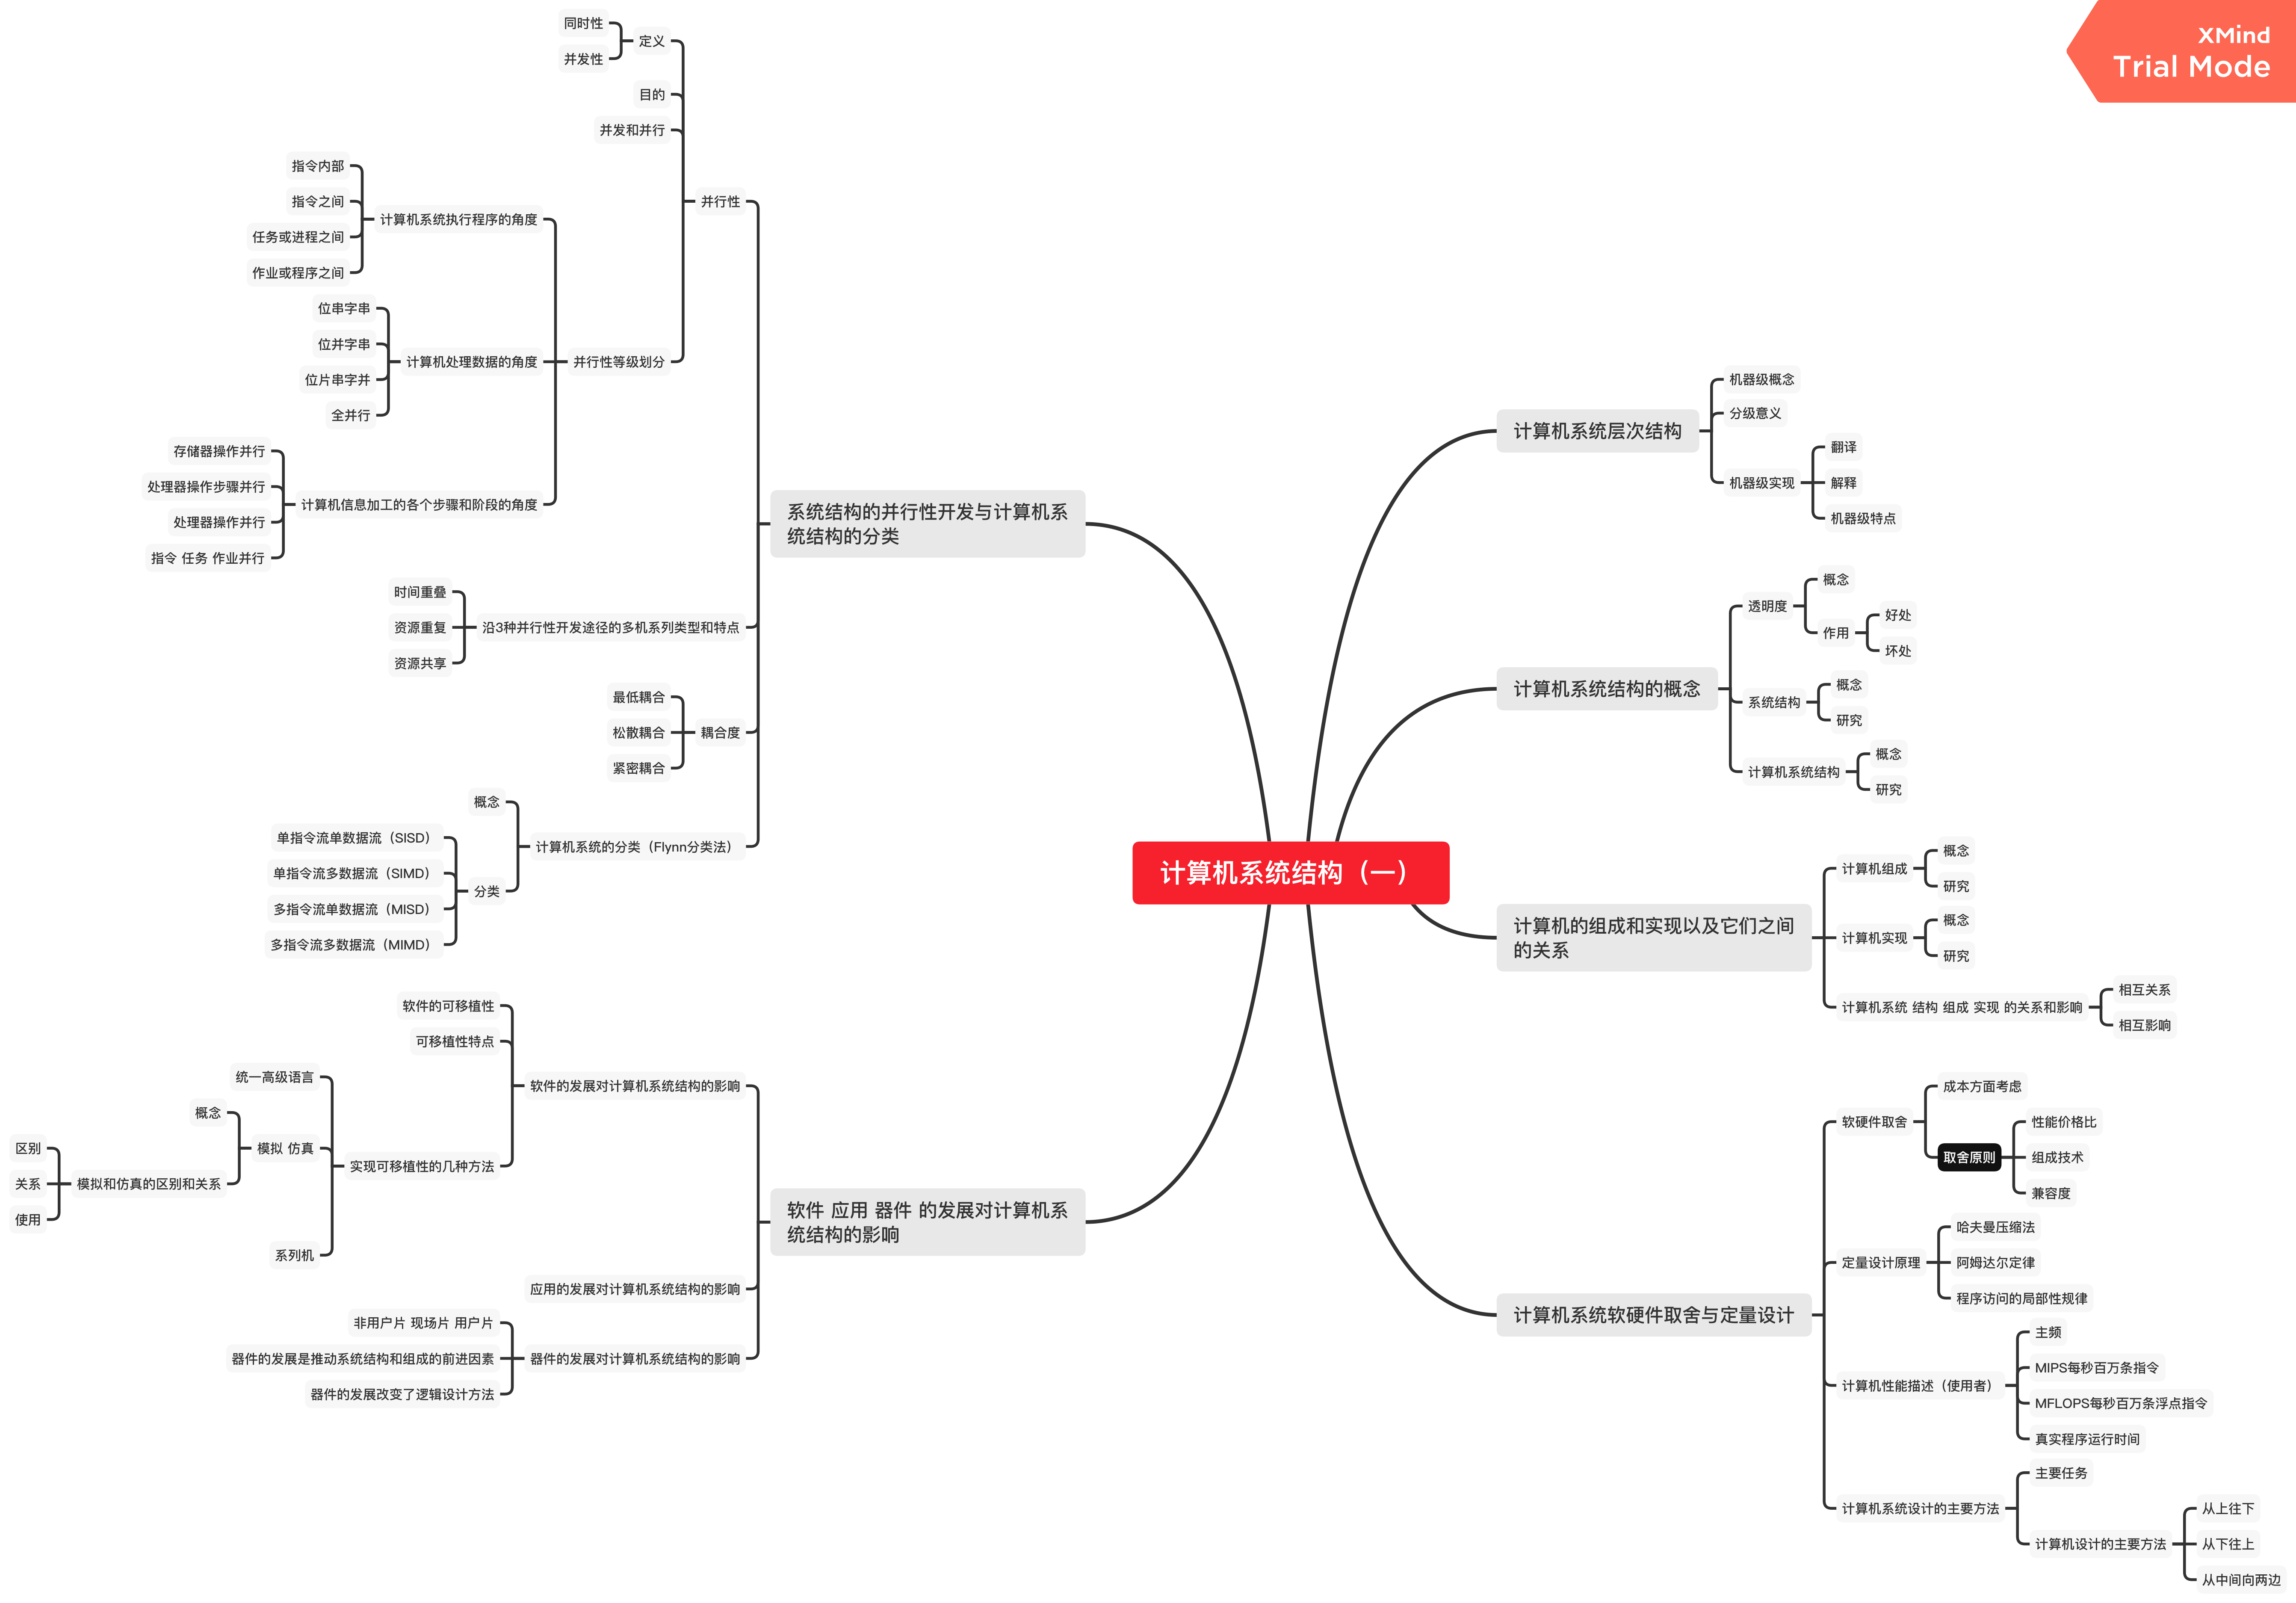 XMind
Trial Mode
计算机系统结构（一）
计算机系统层次结构
机器级概念
分级意义
机器级实现
翻译
解释
机器级特点
计算机系统结构的概念
透明度
概念
作用
好处
坏处
系统结构
概念
研究
计算机系统结构
概念
研究
计算机的组成和实现以及它们之间
的关系
计算机组成
概念
研究
计算机实现
概念
研究
计算机系统 结构 组成 实现 的关系和影响
相互关系
相互影响
计算机系统软硬件取舍与定量设计
软硬件取舍
成本方面考虑
取舍原则
性能价格比
组成技术
兼容度
定量设计原理
哈夫曼压缩法
阿姆达尔定律
程序访问的局部性规律
计算机性能描述（使用者）
主频
MIPS每秒百万条指令
MFLOPS每秒百万条浮点指令
真实程序运行时间
计算机系统设计的主要方法
主要任务
计算机设计的主要方法
从上往下
从下往上
从中间向两边
系统结构的并行性开发与计算机系
统结构的分类
并行性
定义
同时性
并发性
目的
并发和并行
并行性等级划分
计算机系统执行程序的角度
指令内部
指令之间
任务或进程之间
作业或程序之间
计算机处理数据的角度
位串字串
位并字串
位片串字并
全并行
计算机信息加工的各个步骤和阶段的角度
存储器操作并行
处理器操作步骤并行
处理器操作并行
指令 任务 作业并行
沿3种并行性开发途径的多机系列类型和特点
时间重叠
资源重复
资源共享
耦合度
最低耦合
松散耦合
紧密耦合
计算机系统的分类（Flynn分类法）
概念
分类
单指令流单数据流（SISD）
单指令流多数据流（SIMD）
多指令流单数据流（MISD）
多指令流多数据流（MIMD）
软件 应用 器件 的发展对计算机系
统结构的影响
软件的发展对计算机系统结构的影响
软件的可移植性
可移植性特点
实现可移植性的几种方法
统一高级语言
模拟 仿真
概念
模拟和仿真的区别和关系
区别
关系
使用
系列机
应用的发展对计算机系统结构的影响
器件的发展对计算机系统结构的影响
非用户片 现场片 用户片
器件的发展是推动系统结构和组成的前进因素
器件的发展改变了逻辑设计方法